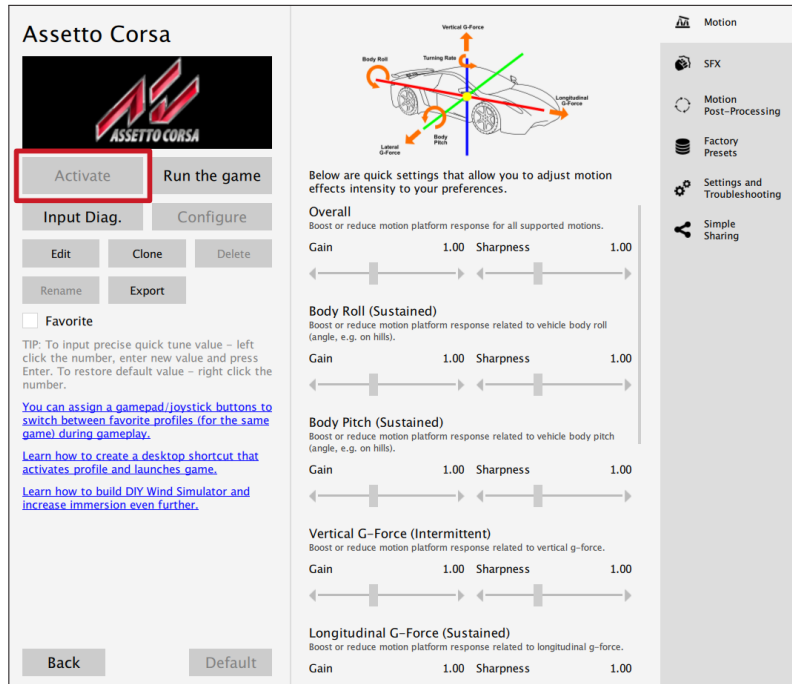 Assetto Corsa
ASSETTO CORSA
Activate
Run the game
Input Diag.
Configure
Edit
Clone
Delete
Rename
Export
Favorite
TIP: To input precise quick tune value – left
click the number, enter new value and press
Enter. To restore default value – right click the
number.
You can assign a gamepad/joystick buttons to
switch between favorite profiles (for the same
game) during gameplay.
Learn how to create a desktop shortcut that
activates profile and launches game.
Learn how to build DIY Wind Simulator and
increase immersion even further.
Back
Default
Vertical G-Force
Body Roll
Turning Rate
Longitudinal
G-Force
Body
Pitch
Lateral
G-Force
Below are quick settings that allow you to adjust motion
effects intensity to your preferences.
Overall
Boost or reduce motion platform response for all supported motions.
Gain 1.00 Sharpness 1.00
Body Roll (Sustained)
Boost or reduce motion platform response related to vehicle body roll
(angle, e.g. on hills).
Gain 1.00 Sharpness 1.00
Body Pitch (Sustained)
Boost or reduce motion platform response related to vehicle body pitch
(angle, e.g. on hills).
Gain 1.00 Sharpness 1.00
Vertical G-Force (Intermittent)
Boost or reduce motion platform response related to vertical g-force.
Gain 1.00 Sharpness 1.00
Longitudinal G-Force (Sustained)
Boost or reduce motion platform response related to longitudinal g-force.
Gain 1.00 Sharpness 1.00
Motion
SFX
Motion
Post-Processing
Factory
Presets
Settings and
Troubleshooting
Simple
Sharing